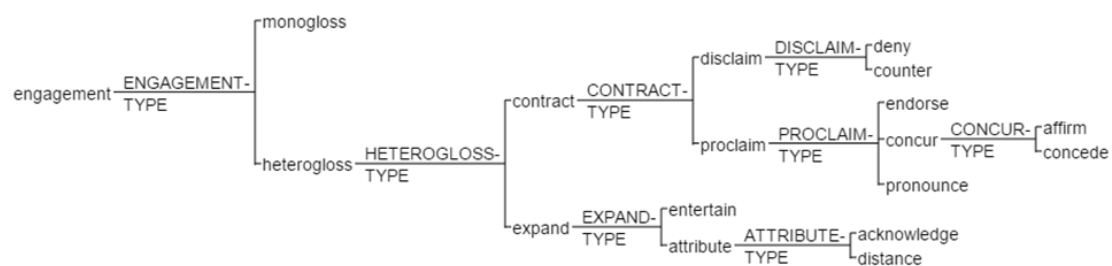 monogloss
engagement ENGAGEMENT-
TYPE
heterogloss HETEROGLOSS-
TYPE
contract CONTRACT-
TYPE
disclaim DISCLAIM-
TYPE
deny
counter
proclaim PROCLAIM-
TYPE
endorse
concur CONCUR-
TYPE
affirm
concede
pronounce
expand EXPAND-
TYPE
entertain
attribute ATTRIBUTE-
TYPE
acknowledge
distance